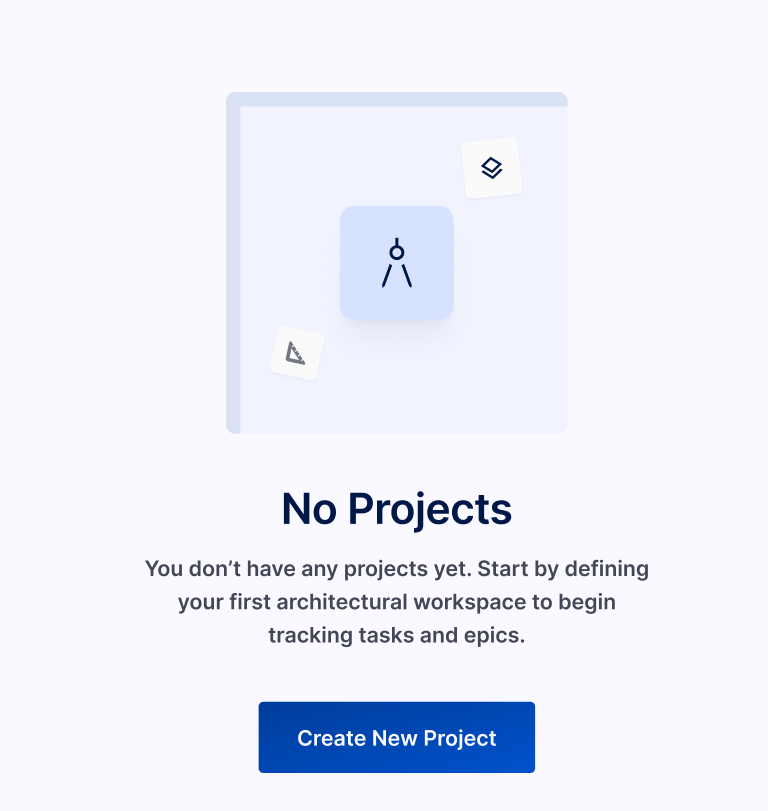 No Projects
You don’t have any projects yet. Start by defining
your first architectural workspace to begin
tracking tasks and epics.
Create New Project